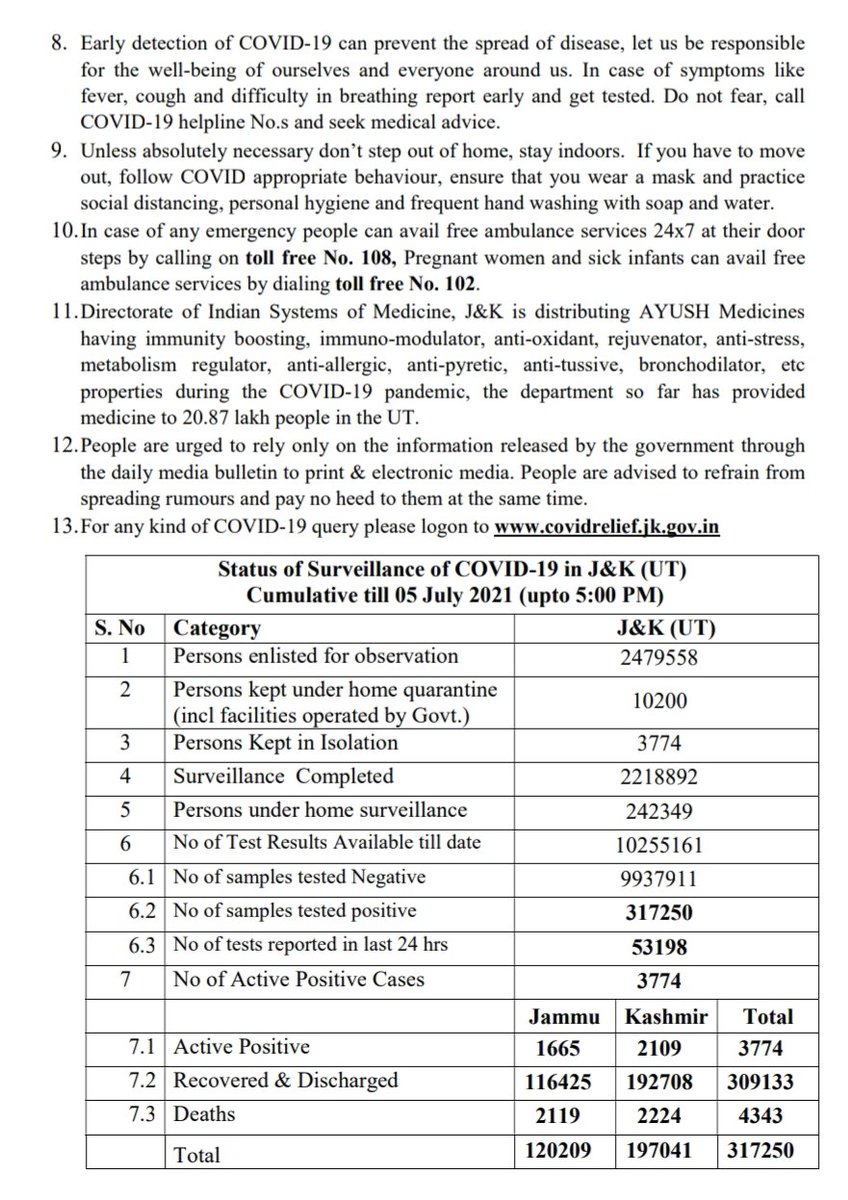 8. Early detection of COVID-19 can prevent the spread of disease, let us be responsible
for the well-being of ourselves and everyone around us. In case of symptoms like
fever, cough and difficulty in breathing report early and get tested. Do not fear, call
COVID-19 helpline No.s and seek medical advice.
9. Unless absolutely necessary don’t step out of home, stay indoors. If you have to move
out, follow COVID appropriate behaviour, ensure that you wear a mask and practice
social distancing, personal hygiene and frequent hand washing with soap and water.
10.In case of any emergency people can avail free ambulance services 24x7 at their door
steps by calling on toll free No. 108, Pregnant women and sick infants can avail free
ambulance services by dialing toll free No. 102.
11.Directorate of Indian Systems of Medicine, J&K is distributing AYUSH Medicines
having immunity boosting, immuno-modulator, anti-oxidant, rejuvenator, anti-stress,
metabolism regulator, anti-allergic, anti-pyretic, anti-tussive, bronchodilator, etc
properties during the COVID-19 pandemic, the department so far has provided
medicine to 20.87 lakh people in the UT.
12.People are urged to rely only on the information released by the government through
the daily media bulletin to print & electronic media. People are advised to refrain from
spreading rumours and pay no heed to them at the same time.
13.For any kind of COVID-19 query please logon to www.covidrelief.jk.gov.in
Status of Surveillance of COVID-19 in J&K (UT)
Cumulative till 05 July 2021 (upto 5:00 PM)
S. No Category J&K (UT)
1 Persons enlisted for observation 2479558
2 Persons kept under home quarantine
(incl facilities operated by Govt.) 10200
3 Persons Kept in Isolation 3774
4 Surveillance Completed 2218892
5 Persons under home surveillance 242349
6 No of Test Results Available till date 10255161
6.1 No of samples tested Negative 9937911
6.2 No of samples tested positive 317250
6.3 No of tests reported in last 24 hrs 53198
7 No of Active Positive Cases 3774
Jammu Kashmir Total
7.1 Active Positive 1665 2109 3774
7.2 Recovered & Discharged 116425 192708 309133
7.3 Deaths 2119 2224 4343
Total 120209 197041 317250